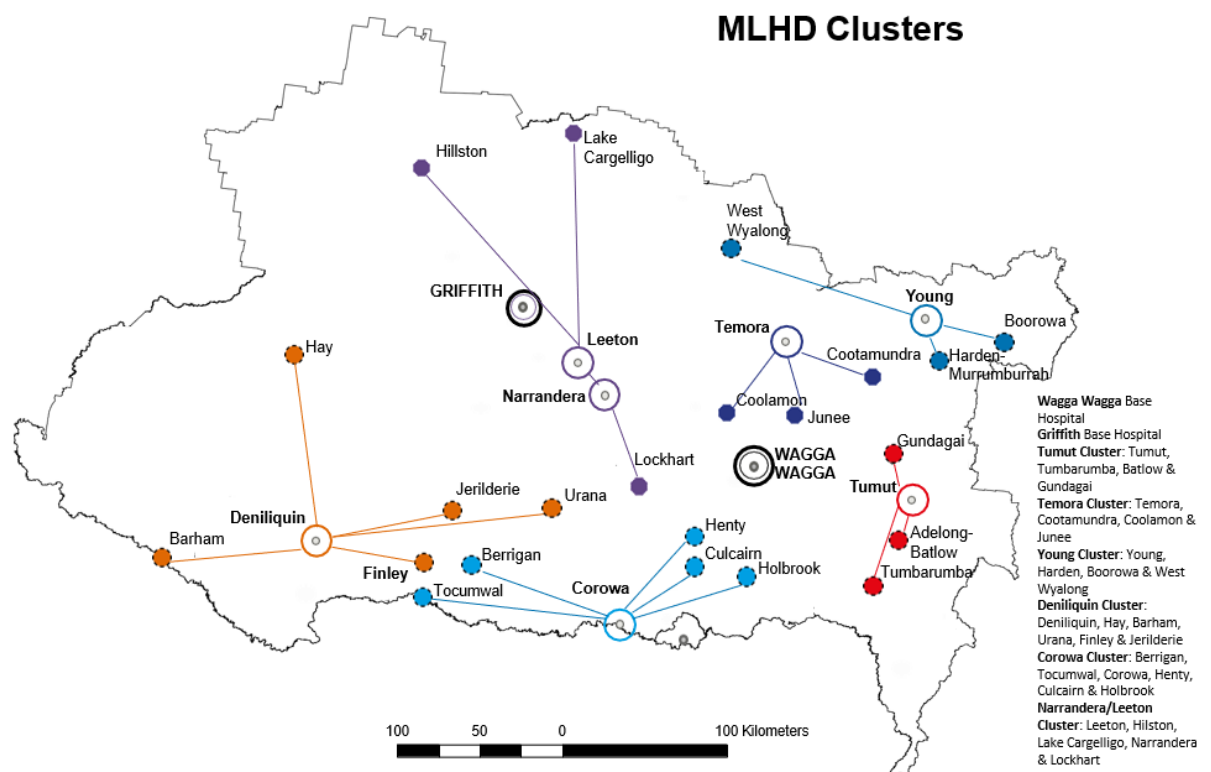 MLHD Clusters
Lake
Cargelligo
Hillston
West
Wyalong
GRIFFITH
Young
Boorowa
Temora
Leeton
Hay
Cootamundra
Harden-
Murrumburrah
Narrandera
Coolamon
Junee
Gundagai
WAGGA
WAGGA
Lockhart
Tumut
Jerilderie
Urana
Deniliquin
Henty
Adelong-
Batlow
Barham
Berrigan
Culcairn
Holbrook
Finley
Tumbarumba
Tocumwal
Corowa
Wagga Wagga Base
Hospital
Griffith Base Hospital
Tumut Cluster: Tumut,
Tumbarumba, Batlow &
Gundagai
Temora Cluster: Temora,
Cootamundra, Coolamon &
Junee
Young Cluster: Young,
Harden, Boorowa & West
Wyalong
Deniliquin Cluster:
Deniliquin, Hay, Barham,
Urana, Finley & Jerilderie
Corowa Cluster: Berrigan,
Tocumwal, Corowa, Henty,
Culcairn & Holbrook
Narrandera/Leeton
Cluster: Leeton, Hilston,
Lake Cargelligo, Narrandera
& Lockhart
100 50 0 100 Kilometers